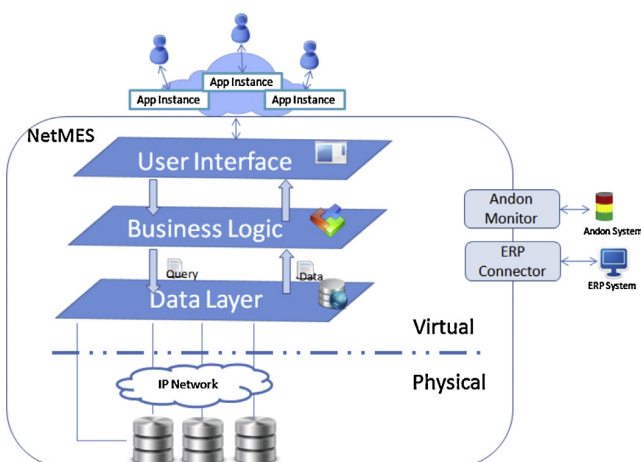 App Instance
App Instance
App Instance
NetMES
User Interface
Business Logic
Query
Data
Data Layer
Andon
Monitor
Andon System
ERP
Connector
ERP System
Virtual
Physical
IP Network